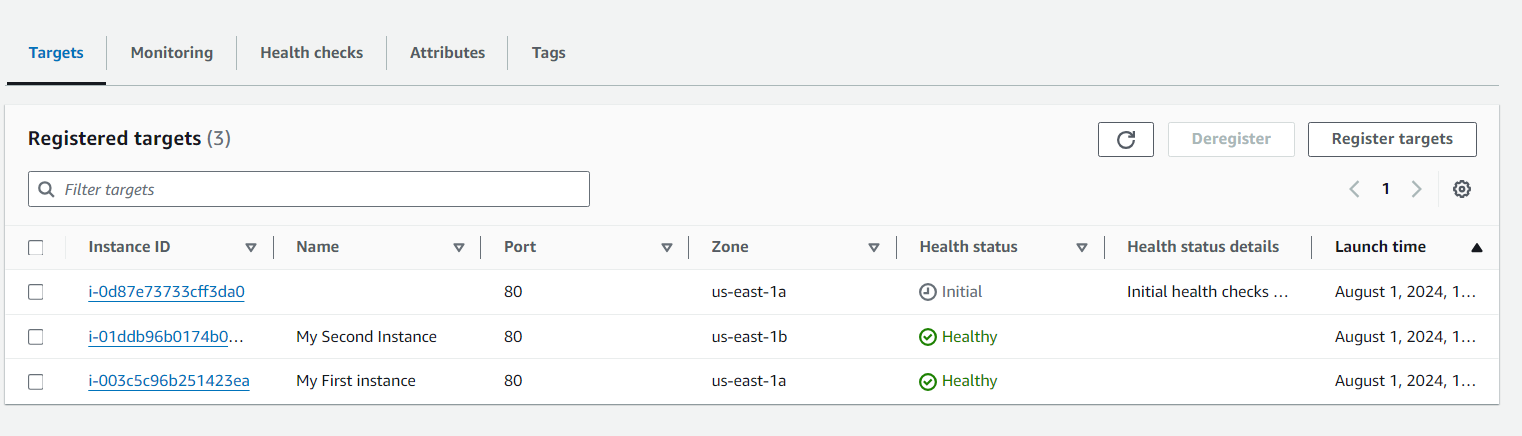 Targets Monitoring Health checks Attributes Tags
Registered targets (3) Deregister Register targets
Filter targets 1
Instance ID Name Port Zone Health status Health status details Launch time
i-0d87e73733cff3da0 80 us-east-1a Initial Initial health checks ... August 1, 2024, 1...
i-01ddb96b0174b0... My Second Instance 80 us-east-1b Healthy August 1, 2024, 1...
i-003c5c96b251423ea My First instance 80 us-east-1a Healthy August 1, 2024, 1...